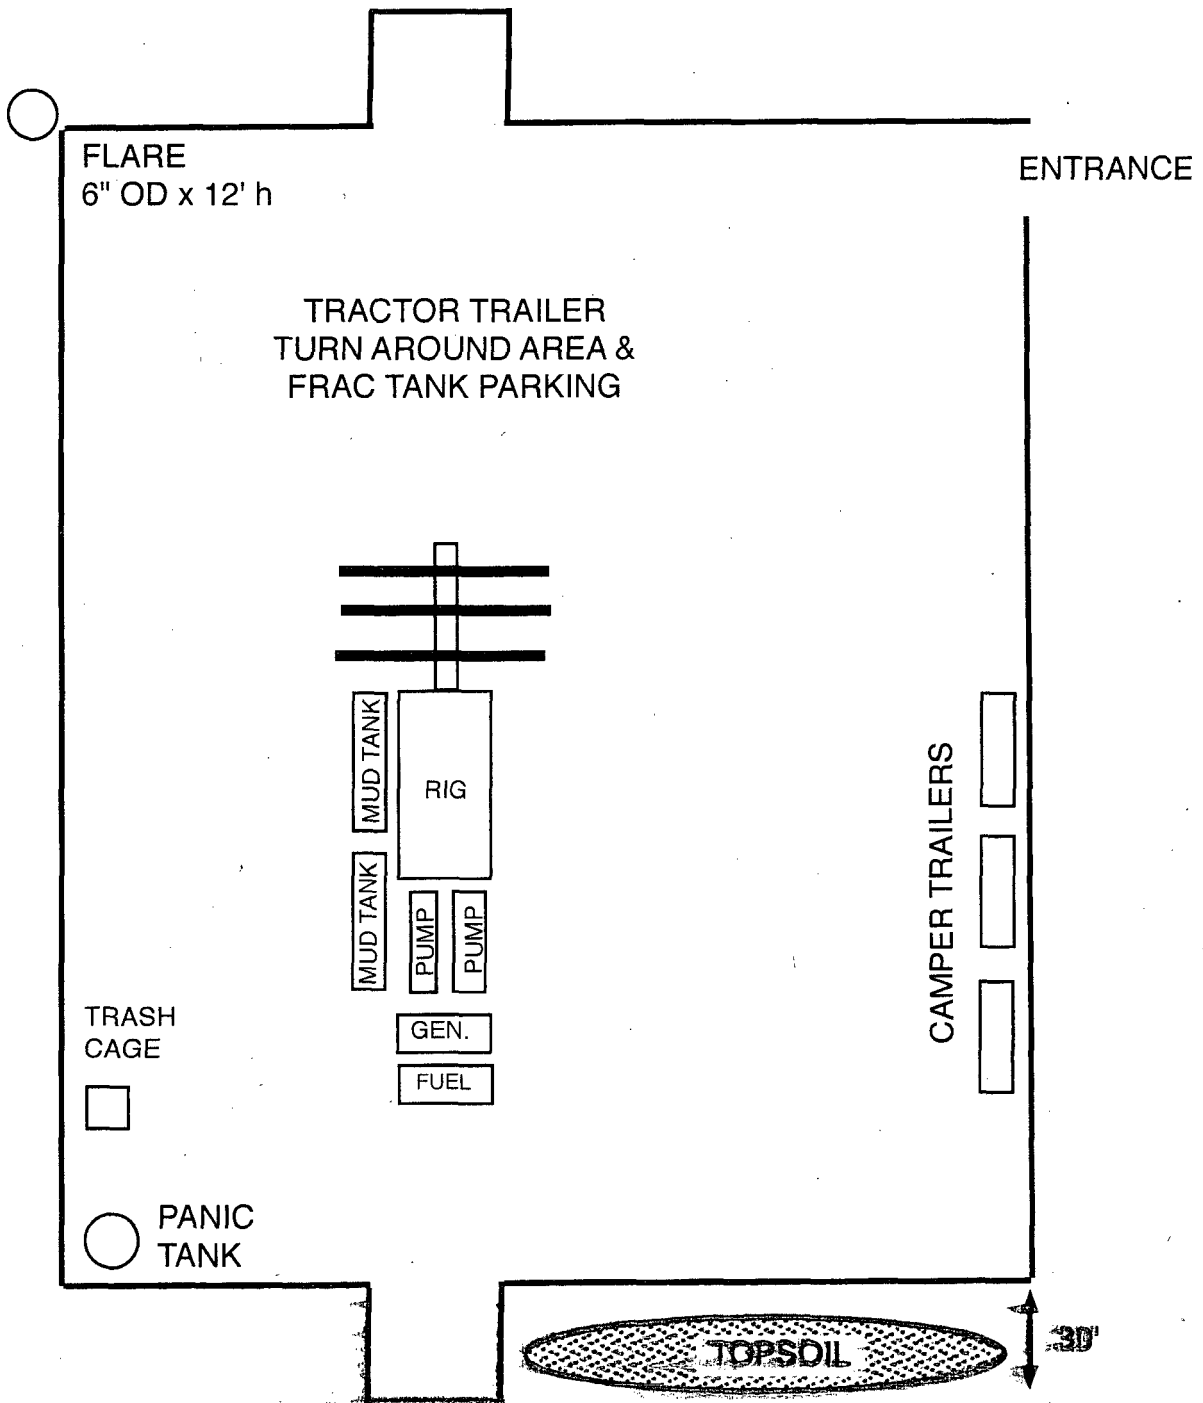 FLARE
6" OD x 12' h
ENTRANCE
TRACTOR TRAILER
TURN AROUND AREA &
FRAC TANK PARKING
MUD TANK
RIG
MUD TANK
PUMP
PUMP
GEN.
FUEL
CAMPER TRAILERS
TRASH
CAGE
PANIC
TANK
TOPSOIL
30'